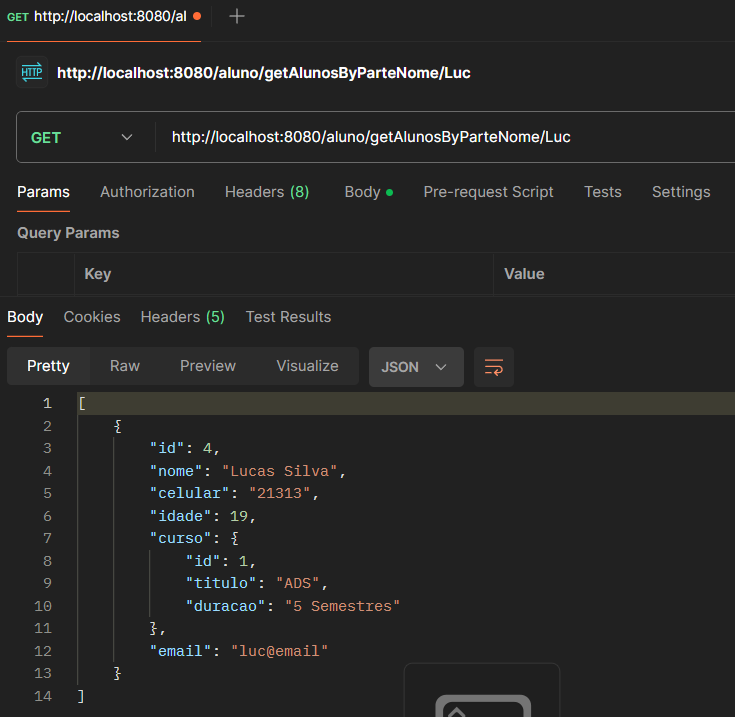 GET http://localhost:8080/al
HTTP http://localhost:8080/aluno/getAlunosByParteNome/Luc
GET http://localhost:8080/aluno/getAlunosByParteNome/Luc
Params Authorization Headers (8) Body Pre-request Script Tests Settings
Query Params
Key Value
Body Cookies Headers (5) Test Results
Pretty Raw Preview Visualize JSON
1 [
2 {
3 "id": 4,
4 "nome": "Lucas Silva",
5 "celular": "21313",
6 "idade": 19,
7 "curso": {
8 "id": 1,
9 "titulo": "ADS",
10 "duracao": "5 Semestres"
11 },
12 "email": "luc@email"
13 }
14 ]